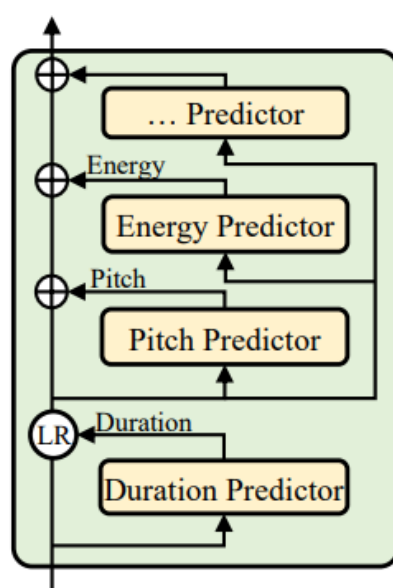 … Predictor
Energy
Energy Predictor
Pitch
Pitch Predictor
LR
Duration
Duration Predictor